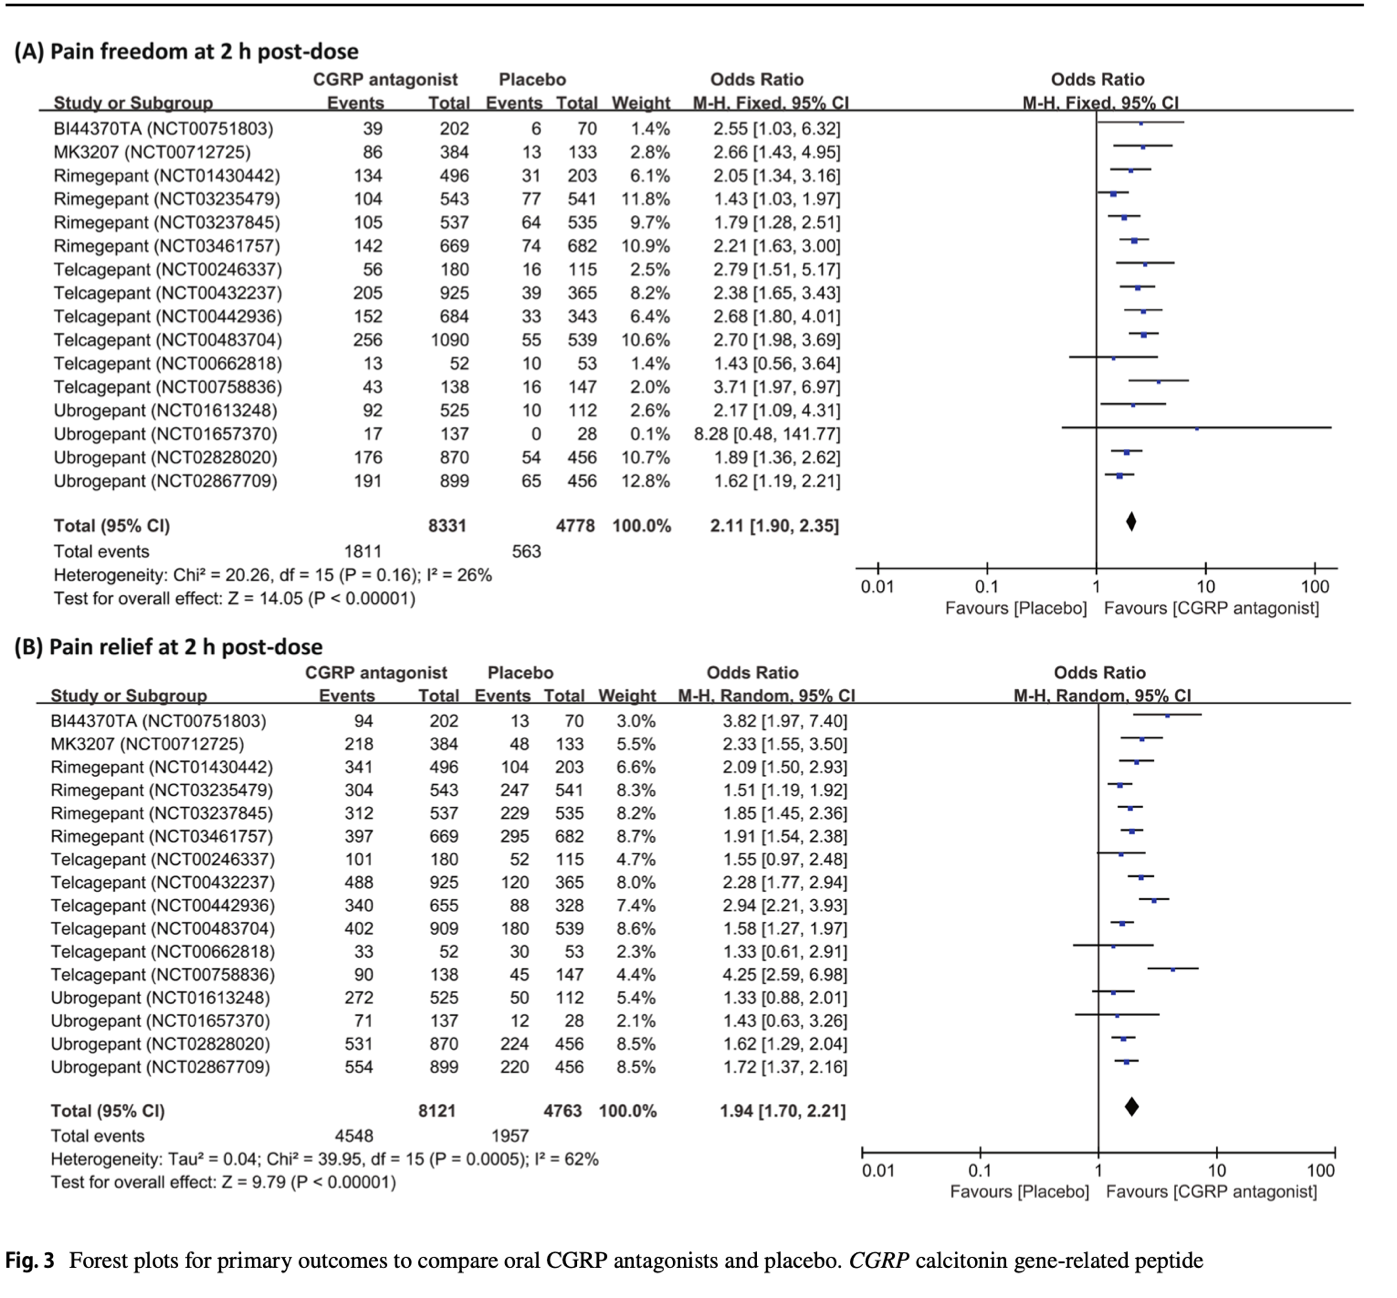 (A) Pain freedom at 2 h post-dose
CGRP antagonist Placebo Odds Ratio Odds Ratio
Study or Subgroup Events Total Events Total Weight M-H, Fixed, 95% CI M-H, Fixed, 95% CI
BI44370TA (NCT00751803) 39 202 6 70 1.4% 2.55 [1.03, 6.32]
MK3207 (NCT00712725) 86 384 13 133 2.8% 2.66 [1.43, 4.95]
Rimegepant (NCT01430442) 134 496 31 203 6.1% 2.05 [1.34, 3.16]
Rimegepant (NCT03235479) 104 543 77 541 11.8% 1.43 [1.03, 1.97]
Rimegepant (NCT03237845) 105 537 64 535 9.7% 1.79 [1.28, 2.51]
Rimegepant (NCT03461757) 142 669 74 682 10.9% 2.21 [1.63, 3.00]
Telcagepant (NCT00246337) 56 180 16 115 2.5% 2.79 [1.51, 5.17]
Telcagepant (NCT00432237) 205 925 39 365 8.2% 2.38 [1.65, 3.43]
Telcagepant (NCT00442936) 152 684 33 343 6.4% 2.68 [1.80, 4.01]
Telcagepant (NCT00483704) 256 1090 55 539 10.6% 2.70 [1.98, 3.69]
Telcagepant (NCT00662818) 13 52 10 53 1.4% 1.43 [0.56, 3.64]
Telcagepant (NCT00758836) 43 138 16 147 2.0% 3.71 [1.97, 6.97]
Ubrogepant (NCT01613248) 92 525 10 112 2.6% 2.17 [1.09, 4.31]
Ubrogepant (NCT01657370) 17 137 0 28 0.1% 8.28 [0.48, 141.77]
Ubrogepant (NCT02828020) 176 870 54 456 10.7% 1.89 [1.36, 2.62]
Ubrogepant (NCT02867709) 191 899 65 456 12.8% 1.62 [1.19, 2.21]
Total (95% CI) 8331 4778 100.0% 2.11 [1.90, 2.35]
Total events 1811 563
Heterogeneity: Chi² = 20.26, df = 15 (P = 0.16); I² = 26%
Test for overall effect: Z = 14.05 (P < 0.00001)
0.01 0.1 1 10 100
Favours [Placebo] Favours [CGRP antagonist]
(B) Pain relief at 2 h post-dose
CGRP antagonist Placebo Odds Ratio Odds Ratio
Study or Subgroup Events Total Events Total Weight M-H, Random, 95% CI M-H, Random, 95% CI
BI44370TA (NCT00751803) 94 202 13 70 3.0% 3.82 [1.97, 7.40]
MK3207 (NCT00712725) 218 384 48 133 5.5% 2.33 [1.55, 3.50]
Rimegepant (NCT01430442) 341 496 104 203 6.6% 2.09 [1.50, 2.93]
Rimegepant (NCT03235479) 304 543 247 541 8.3% 1.51 [1.19, 1.92]
Rimegepant (NCT03237845) 312 537 229 535 8.2% 1.85 [1.45, 2.36]
Rimegepant (NCT03461757) 397 669 295 682 8.7% 1.91 [1.54, 2.38]
Telcagepant (NCT00246337) 101 180 52 115 4.7% 1.55 [0.97, 2.48]
Telcagepant (NCT00432237) 488 925 120 365 8.0% 2.28 [1.77, 2.94]
Telcagepant (NCT00442936) 340 655 88 328 7.4% 2.94 [2.21, 3.93]
Telcagepant (NCT00483704) 402 909 180 539 8.6% 1.58 [1.27, 1.97]
Telcagepant (NCT00662818) 33 52 30 53 2.3% 1.33 [0.61, 2.91]
Telcagepant (NCT00758836) 90 138 45 147 4.4% 4.25 [2.59, 6.98]
Ubrogepant (NCT01613248) 272 525 50 112 5.4% 1.33 [0.88, 2.01]
Ubrogepant (NCT01657370) 71 137 12 28 2.1% 1.43 [0.63, 3.26]
Ubrogepant (NCT02828020) 531 870 224 456 8.5% 1.62 [1.29, 2.04]
Ubrogepant (NCT02867709) 554 899 220 456 8.5% 1.72 [1.37, 2.16]
Total (95% CI) 8121 4763 100.0% 1.94 [1.70, 2.21]
Total events 4548 1957
Heterogeneity: Tau² = 0.04; Chi² = 39.95, df = 15 (P = 0.0005); I² = 62%
Test for overall effect: Z = 9.79 (P < 0.00001)
0.01 0.1 1 10 100
Favours [Placebo] Favours [CGRP antagonist]
Fig. 3 Forest plots for primary outcomes to compare oral CGRP antagonists and placebo. CGRP calcitonin gene-related peptide